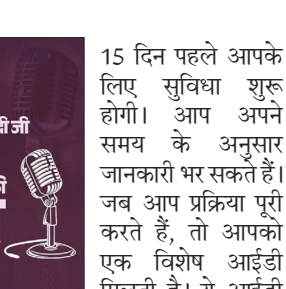 दी जी
की
15 दिन पहले आपके
लिए सुविधा शुरू
होगी। आप अपने
समय के अनुसार
जानकारी भर सकते हैं।
जब आप प्रक्रिया पूरी
करते हैं, तो आपको
एक विशेष आईडी